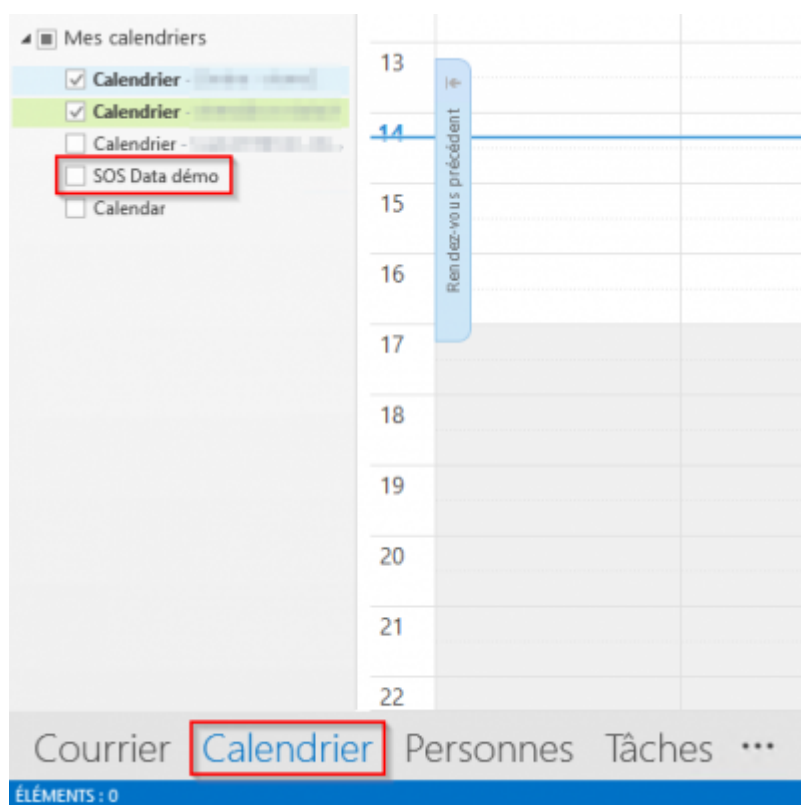 Mes calendriers
Calendrier -
Calendrier -
Calendrier -
SOS Data démo
Calendar
13
14
15
16
17
18
19
20
21
22
Rendez-vous précédent
Courrier Calendrier Personnes Tâches ···
ÉLÉMENTS : 0